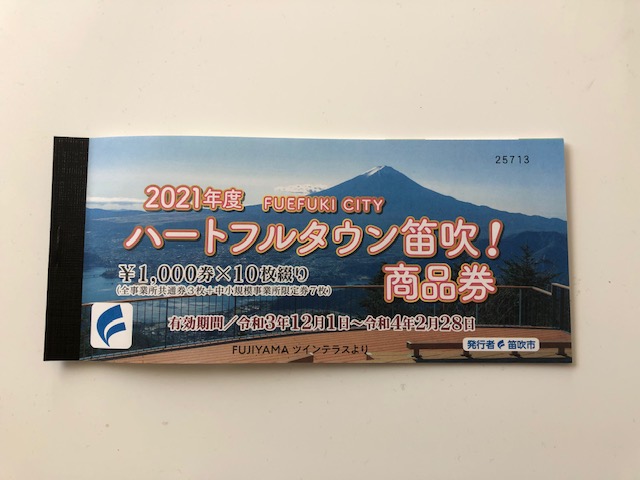 25713
2021年度 FUEFUKI CITY
ハートフルタウン笛吹!
商品券
¥1,000券×10枚綴り
(全事業所共通券3枚+中小規模事業所限定券7枚)
有効期間/令和3年12月1日〜令和4年2月28日
FUJIYAMA ツインテラスより
発行者 笛吹市